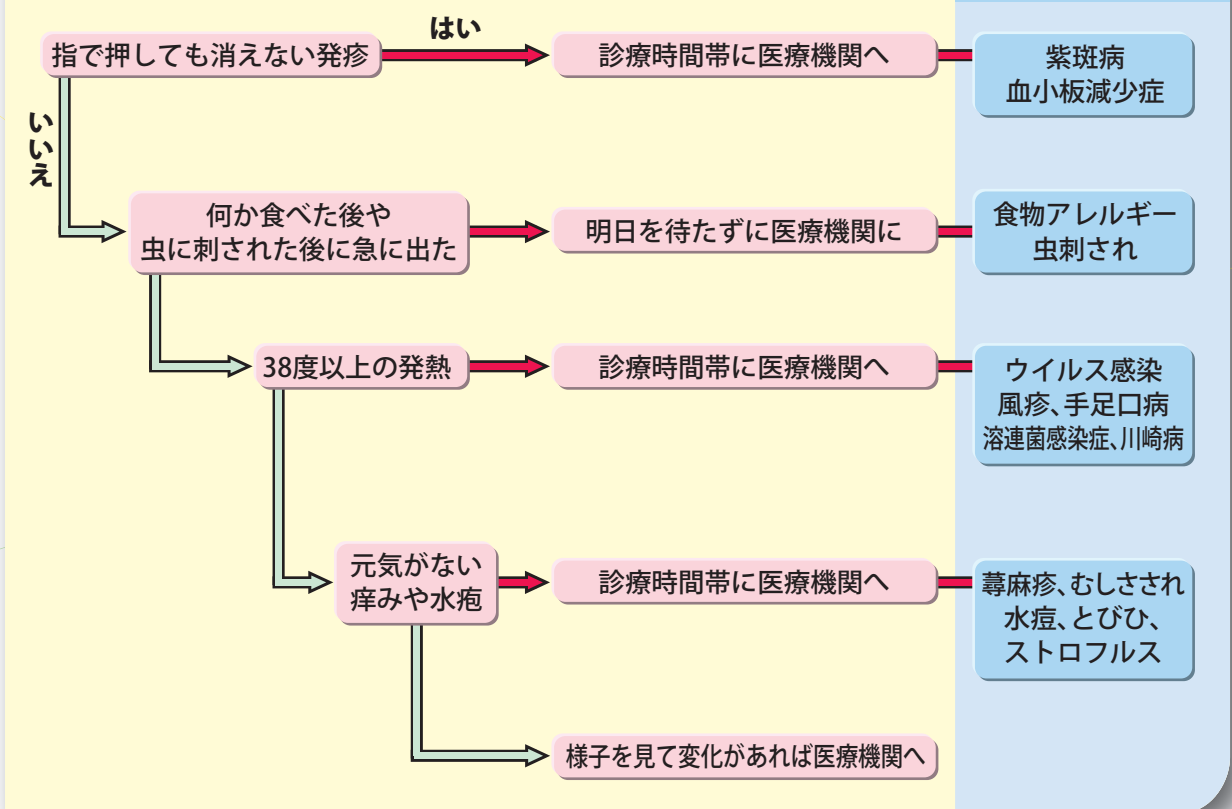 はい
指で押しても消えない発疹
診療時間帯に医療機関へ
紫斑病
血小板減少症
いいえ
何か食べた後や
虫に刺された後に急に出た
明日を待たずに医療機関に
食物アレルギー
虫刺され
38度以上の発熱
診療時間帯に医療機関へ
ウイルス感染
風疹、手足口病
溶連菌感染症、川崎病
元気がない
痒みや水疱
診療時間帯に医療機関へ
蕁麻疹、むしさされ
水痘、とびひ、
ストロフルス
様子を見て変化があれば医療機関へ